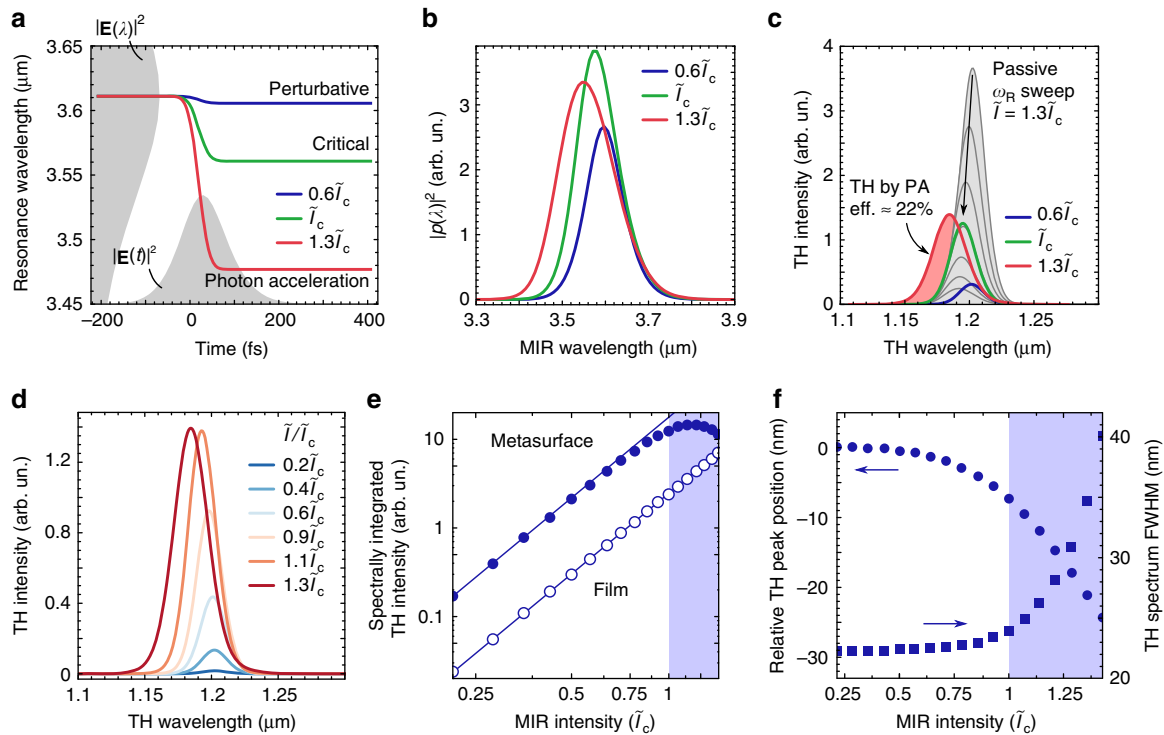 a
|E(λ)|²
3.65
3.6
3.55
3.5
3.45
Resonance wavelength (μm)
Perturbative
Critical
0.6Ĩc
Ĩc
1.3Ĩc
|E(t)|²
Photon acceleration
−200
0
200
400
Time (fs)
b
3
2
1
0
|p(λ)|² (arb. un.)
0.6Ĩc
Ĩc
1.3Ĩc
3.3
3.5
3.7
3.9
MIR wavelength (μm)
c
4
3
2
1
0
TH intensity (arb. un.)
Passive
ωR sweep
Ĩ = 1.3Ĩc
TH by PA
eff. ≈ 22%
0.6Ĩc
Ĩc
1.3Ic
1.1
1.15
1.2
TH wavelength (μm)
d
1.2
0.8
0.4
0
TH intensity (arb. un.)
Ĩ/Ĩc
0.2Ĩc
0.4Ĩc
0.6Ĩc
0.9Ĩc
1.1Ĩc
1.3Ĩc
1.1
1.2
TH wavelength (μm)
e
10
1
0.1
Spectrally integrated
TH intensity (arb. un.)
Metasurface
Film
0.25
0.5
0.75
1
MIR intensity (Ĩc)
f
0
−10
−20
−30
Relative TH peak position (nm)
40
30
20
TH spectrum FWHM (nm)
0.25
0.5
0.75
1
1.25
MIR intensity (Ĩc)